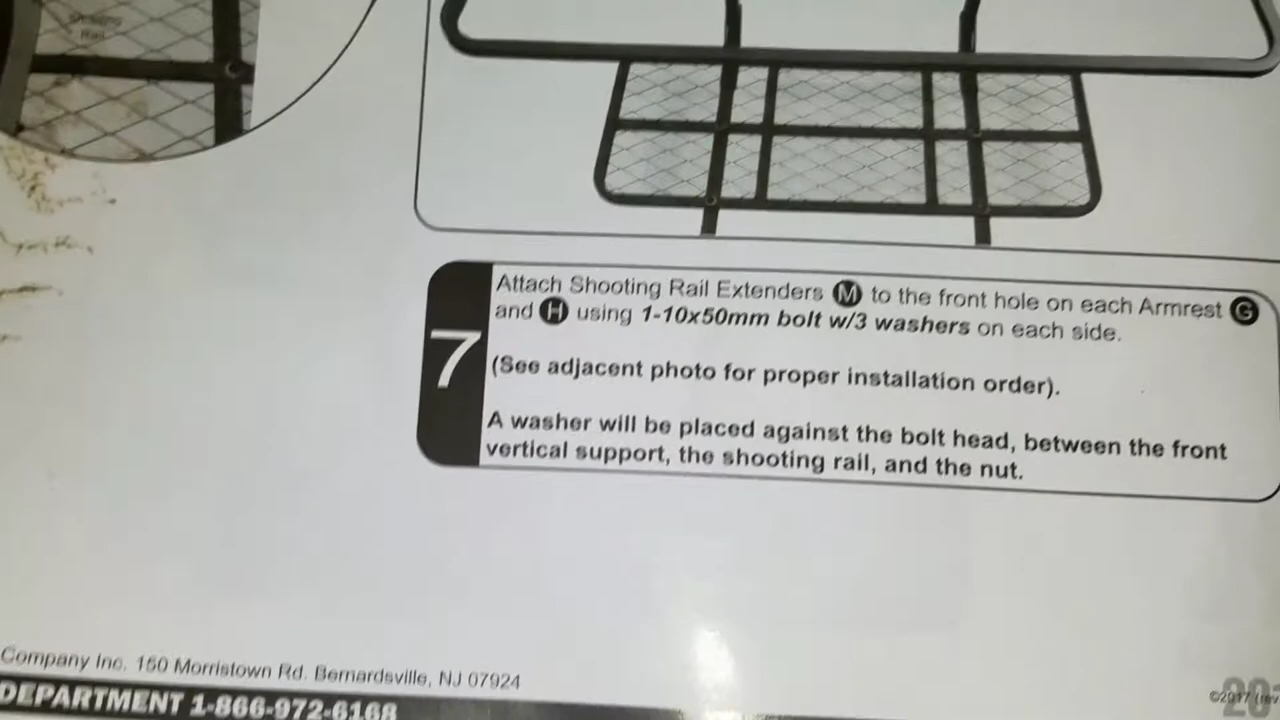 Rail
Attach Shooting Rail Extenders M to the front hole on each Armrest G
and H using 1-10x50mm bolt w/3 washers on each side.
7
(See adjacent photo for proper installation order).
A washer will be placed against the bolt head, between the front
vertical support, the shooting rail, and the nut.
Company Inc. 150 Morristown Rd. Bernardsville, NJ 07924
DEPARTMENT 1-866-972-6168
©2017 (rev